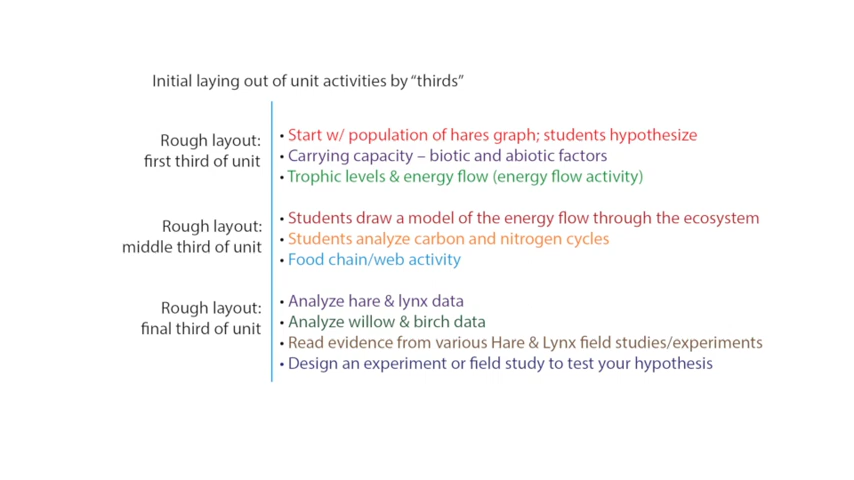 Initial laying out of unit activities by “thirds”
Rough layout:
first third of unit
• Start w/ population of hares graph; students hypothesize
• Carrying capacity – biotic and abiotic factors
• Trophic levels & energy flow (energy flow activity)
Rough layout:
middle third of unit
• Students draw a model of the energy flow through the ecosystem
• Students analyze carbon and nitrogen cycles
• Food chain/web activity
Rough layout:
final third of unit
• Analyze hare & lynx data
• Analyze willow & birch data
• Read evidence from various Hare & Lynx field studies/experiments
• Design an experiment or field study to test your hypothesis